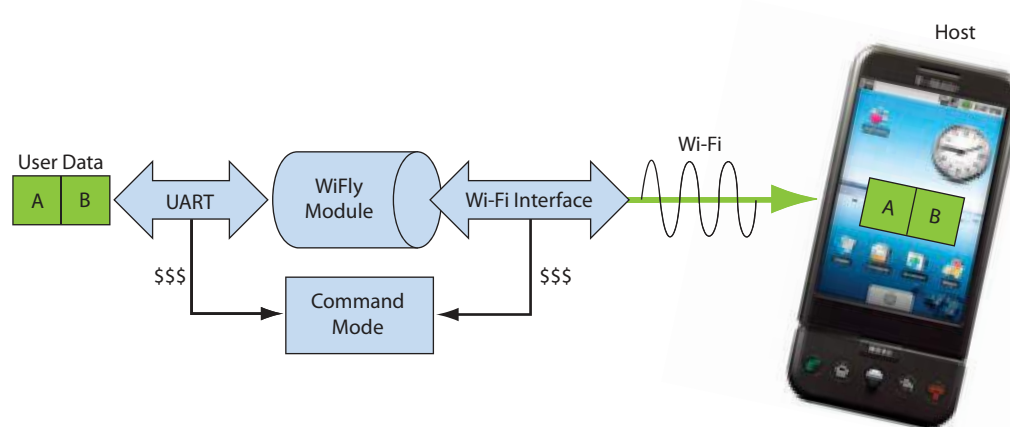 Host
Wi-Fi
User Data
A B
UART
WiFly
Module
Wi-Fi Interface
A B
$$$
$$$
Command
Mode